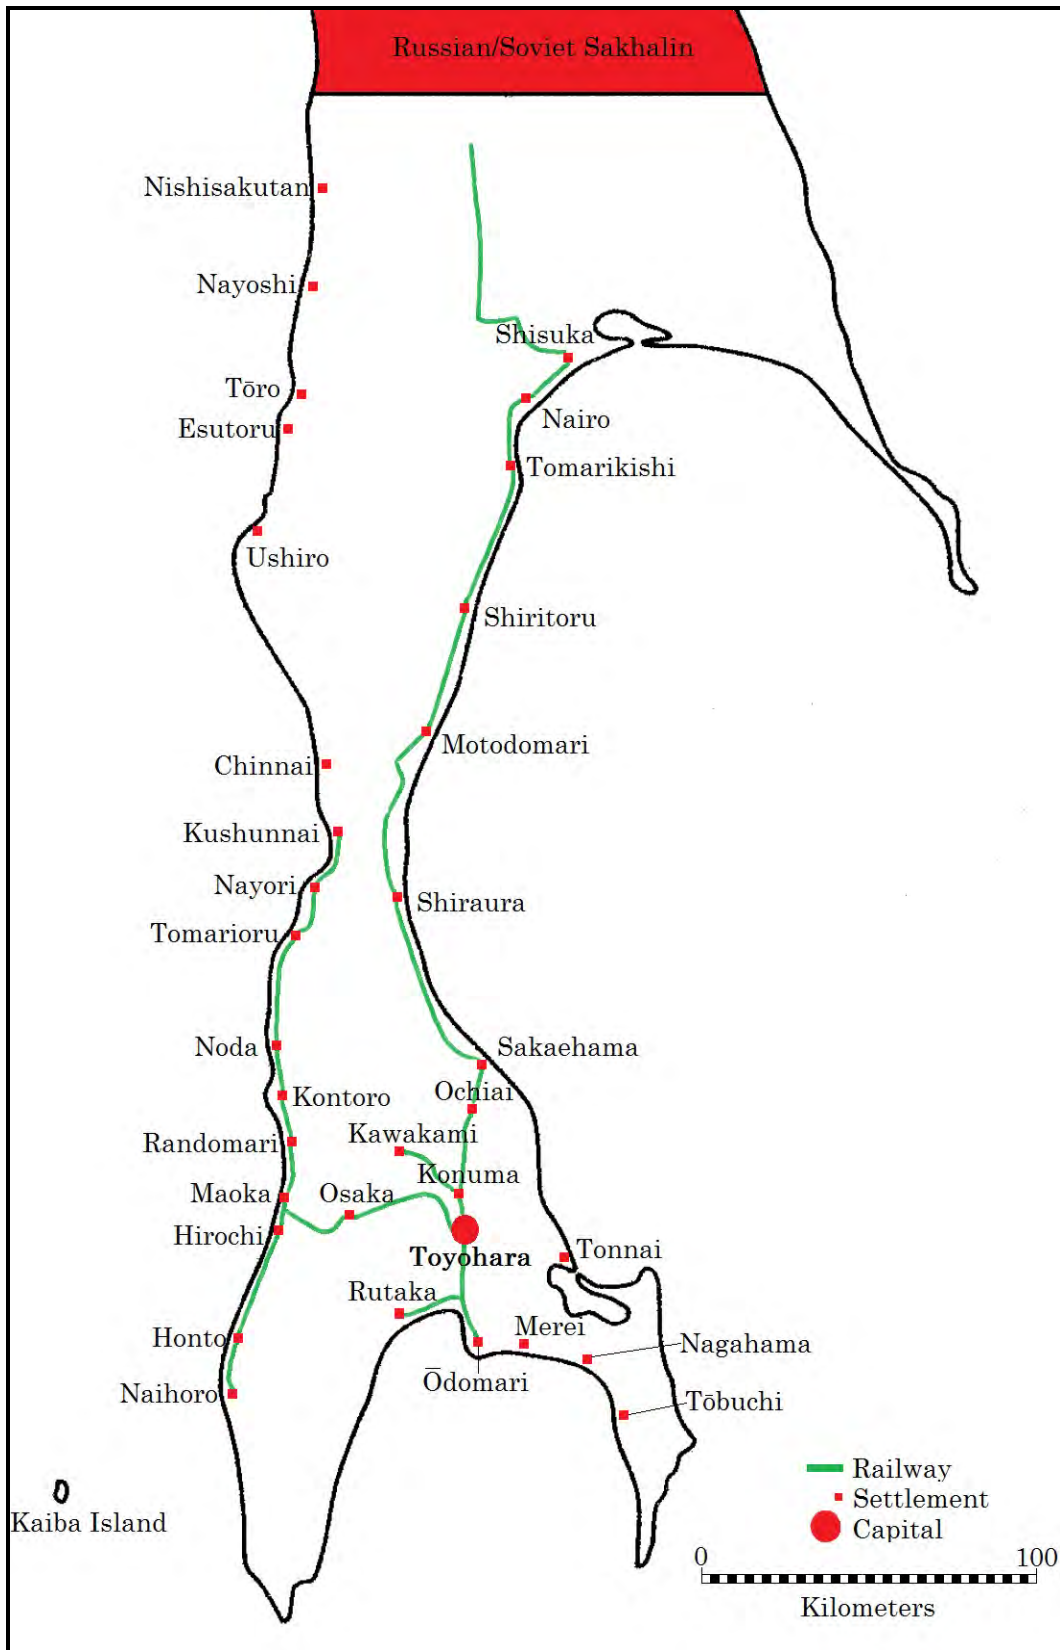 Russian/Soviet Sakhalin
Nishisakutan
Nayoshi
Shisuka
Tōro
Nairo
Esutoru
Tomarikishi
Ushiro
Shiritoru
Motodomari
Chinnai
Kushunnai
Nayori
Shiraura
Tomarioru
Noda
Sakaehama
Ochiai
Kontoro
Kawakami
Randomari
Konuma
Maoka
Osaka
Hirochi
Toyohara
Tonnai
Rutaka
Merei
Honto
Nagahama
Ōdomari
Naihoro
Tōbuchi
Railway
Settlement
Capital
Kaiba Island
0 100
Kilometers